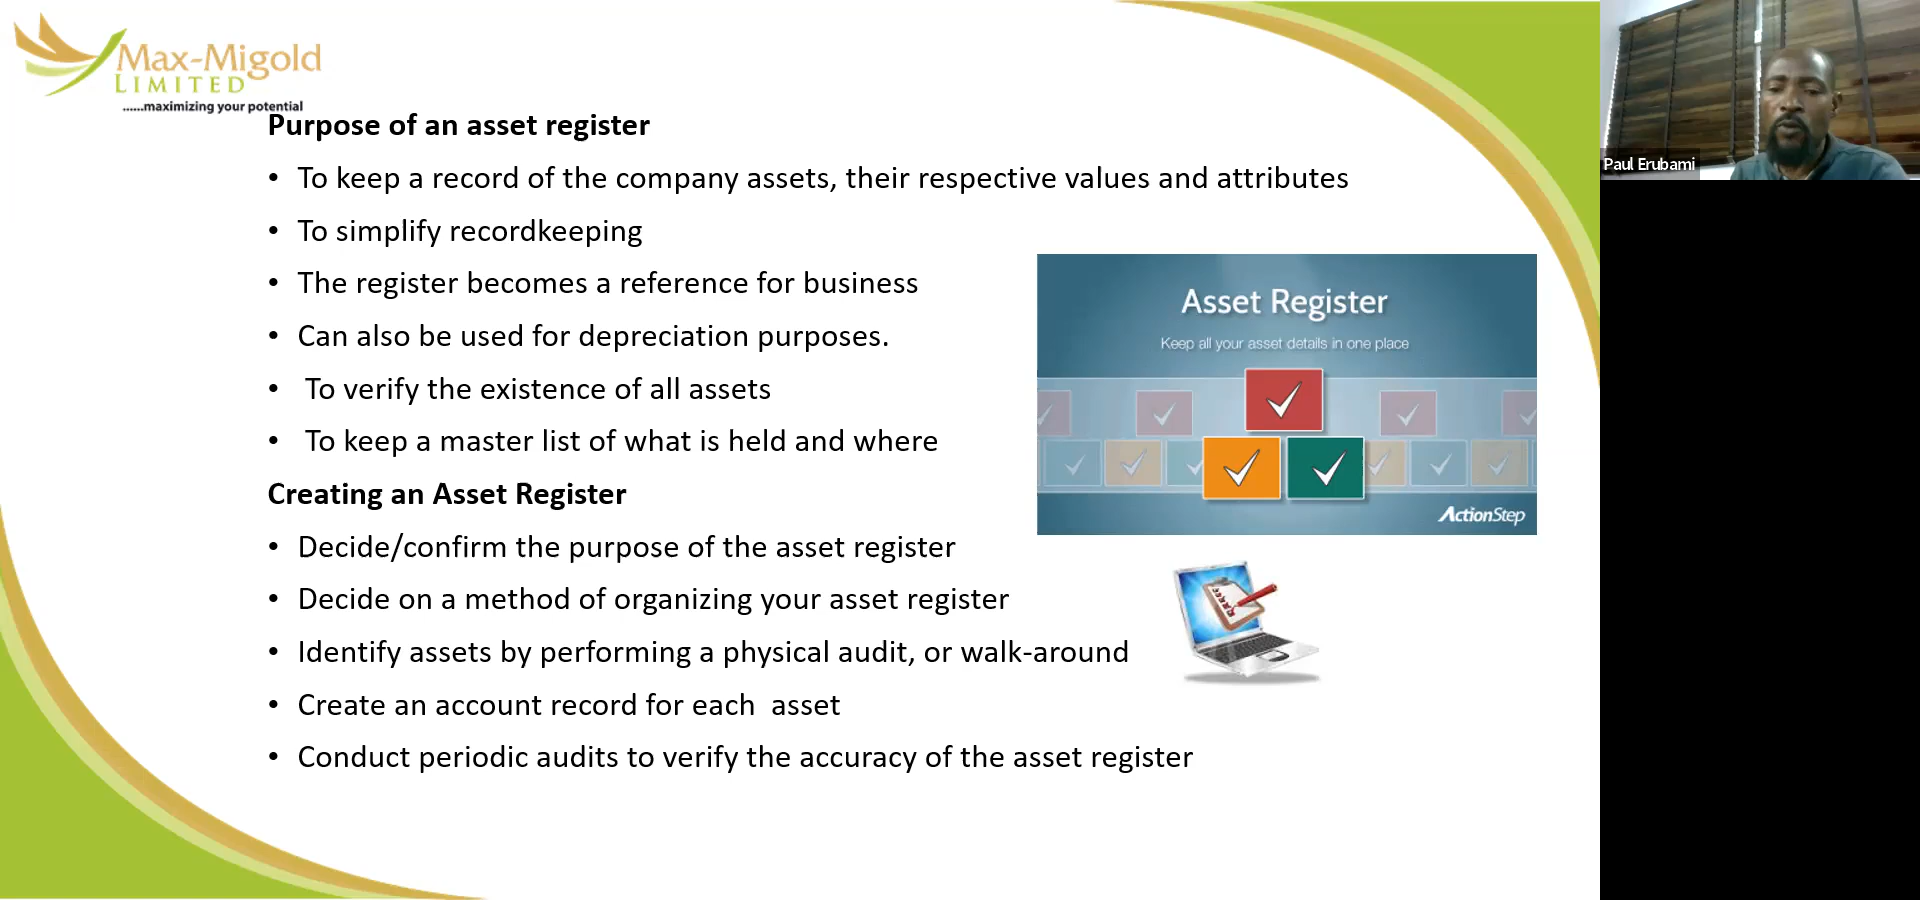 Max-Migold
LIMITED
......maximizing your potential
Purpose of an asset register
• To keep a record of the company assets, their respective values and attributes
• To simplify recordkeeping
• The register becomes a reference for business
• Can also be used for depreciation purposes.
• To verify the existence of all assets
• To keep a master list of what is held and where
Creating an Asset Register
• Decide/confirm the purpose of the asset register
• Decide on a method of organizing your asset register
• Identify assets by performing a physical audit, or walk-around
• Create an account record for each  asset
• Conduct periodic audits to verify the accuracy of the asset register
Asset Register
Keep all your asset details in one place
ActionStep
Paul Erubami